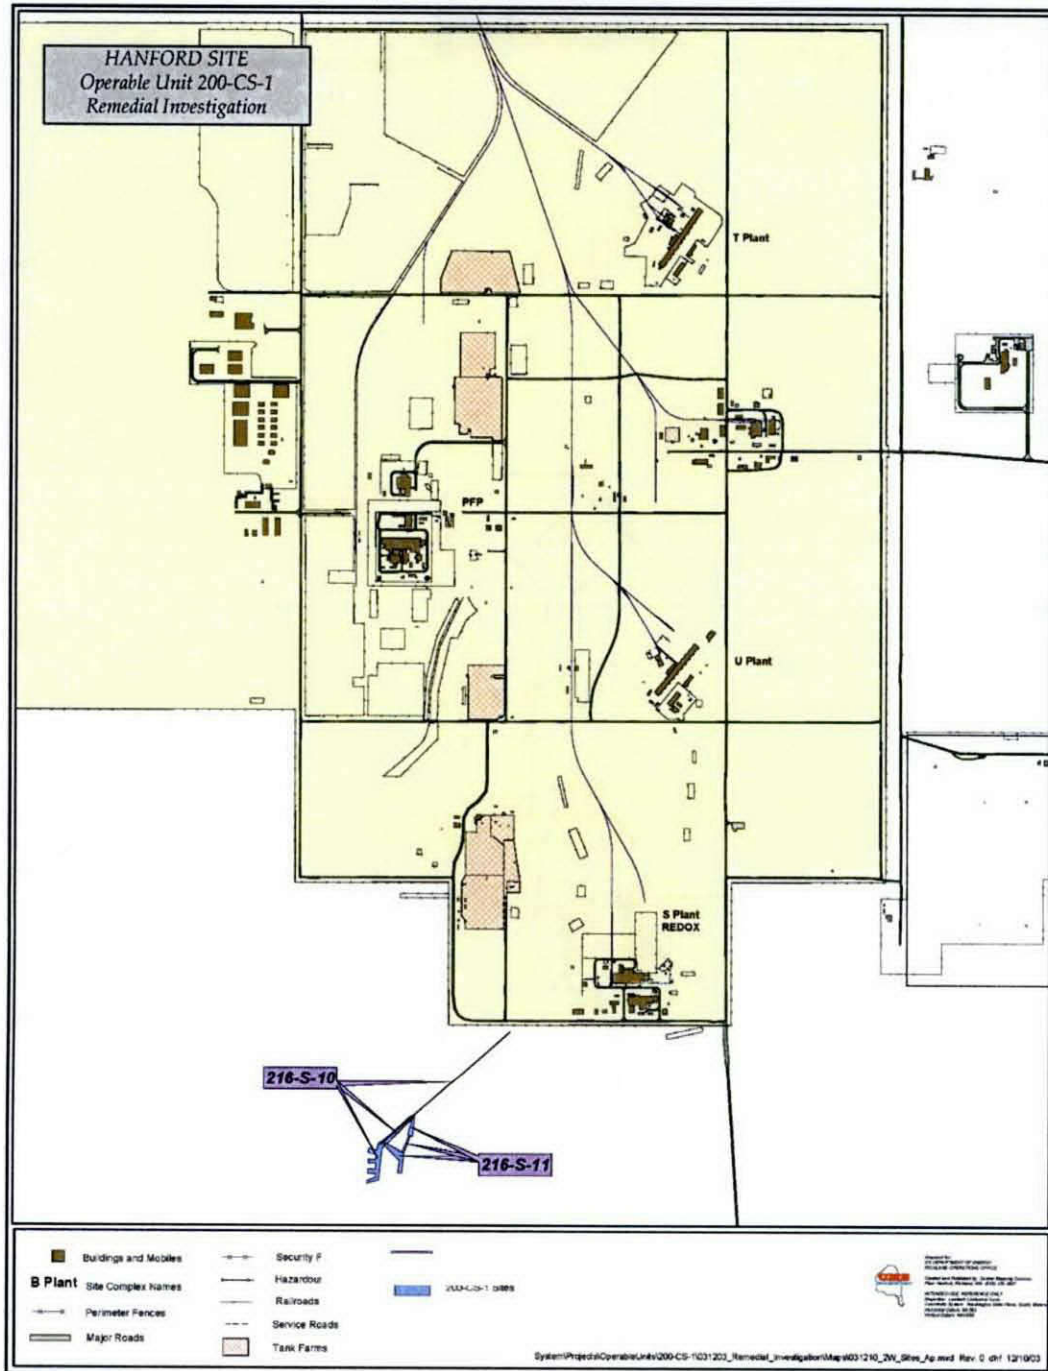 HANFORD SITE
Operable Unit 200-CS-1
Remedial Investigation
T Plant
PFP
U Plant
S Plant
REDOX
216-S-10
216-S-11
Buildings and Mobiles
B Plant Site Complex Names
Perimeter Fences
Major Roads
Security F
Hazardou
Railroads
Service Roads
Tank Farms
200-CS-1 Sites